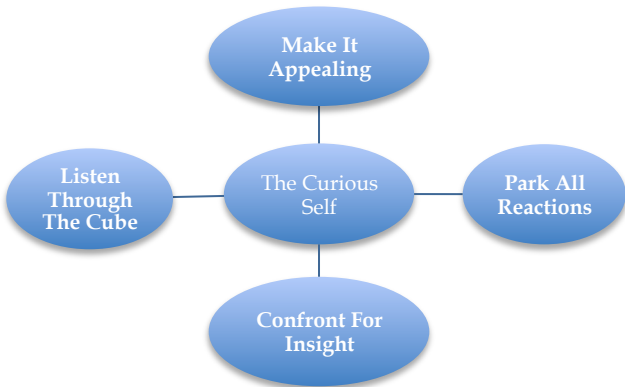 Make It
Appealing
Listen
Through
The Cube
The Curious
Self
Park All
Reactions
Confront For
Insight